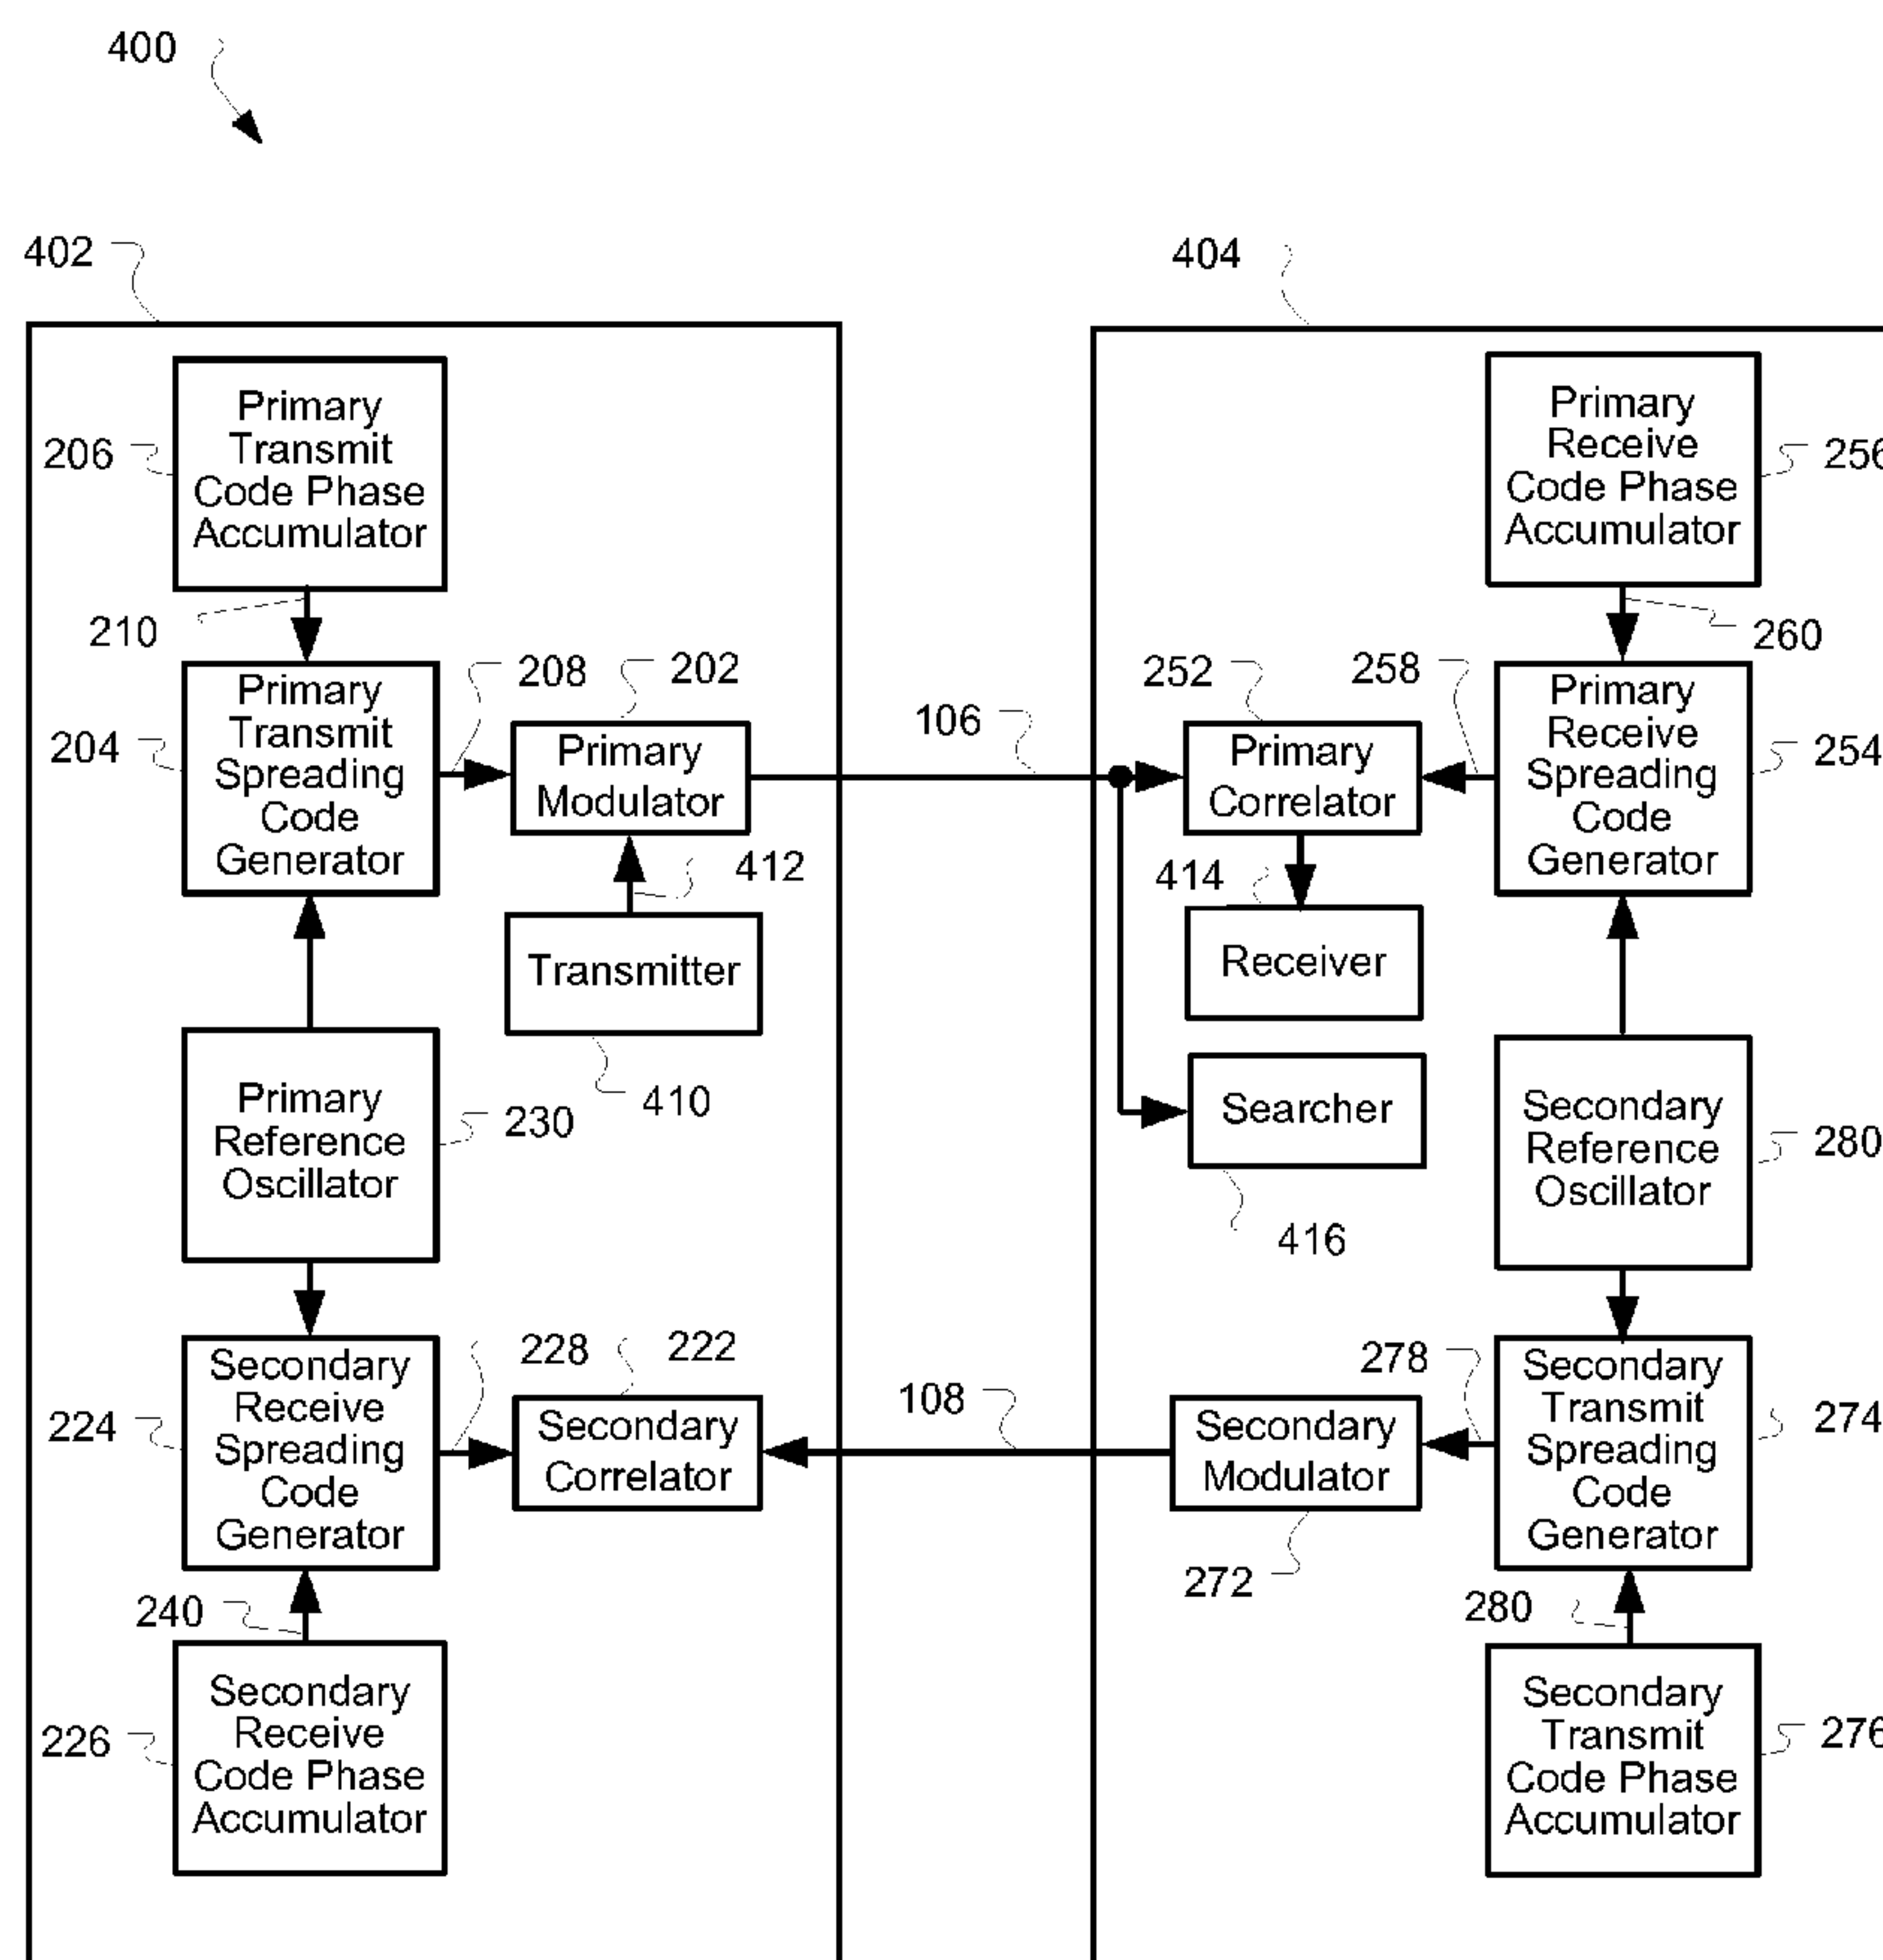 400
402
404
Primary
Transmit
Code Phase
Accumulator
206
210
Primary
Transmit
Spreading
Code
Generator
204
208
202
Primary
Modulator
412
Transmitter
410
Primary
Reference
Oscillator
230
Secondary
Receive
Spreading
Code
Generator
224
228
222
Secondary
Correlator
240
Secondary
Receive
Code Phase
Accumulator
226
106
108
Primary
Receive
Code Phase
Accumulator
256
260
252
258
Primary
Correlator
Primary
Receive
Spreading
Code
Generator
254
414
Receiver
Searcher
416
Secondary
Reference
Oscillator
280
278
Secondary
Modulator
272
Secondary
Transmit
Spreading
Code
Generator
274
280
Secondary
Transmit
Code Phase
Accumulator
276